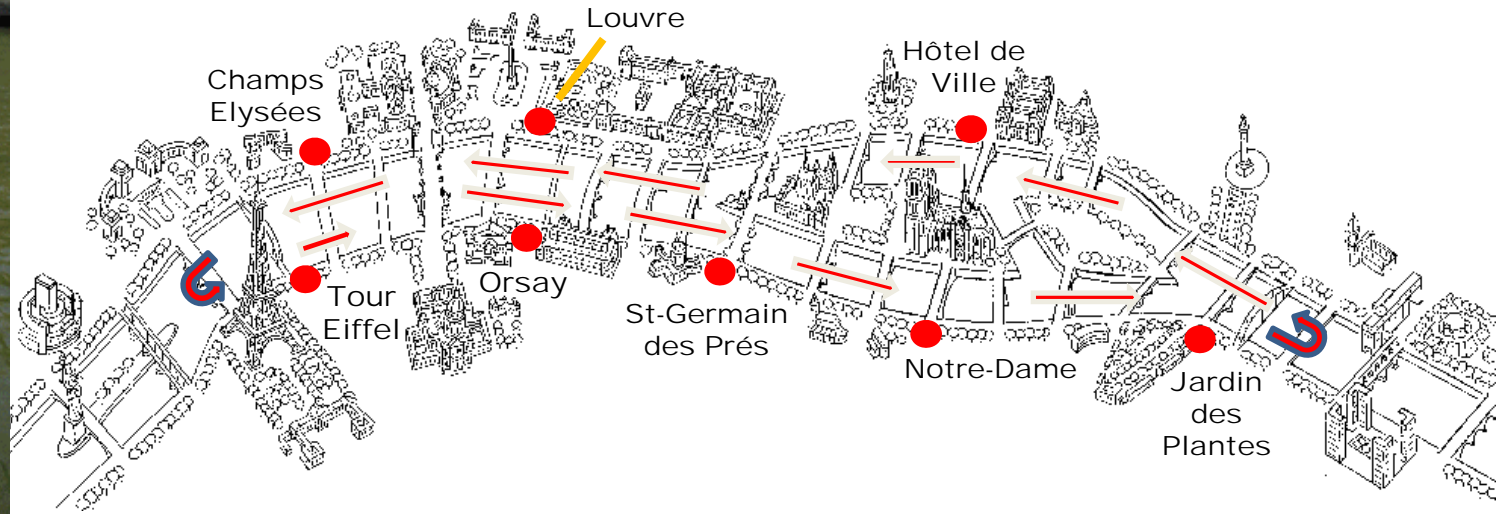 Louvre
Hôtel de
Ville
Champs
Elysées
Orsay
Tour
Eiffel
St-Germain
des Prés
Notre-Dame
Jardin
des
Plantes